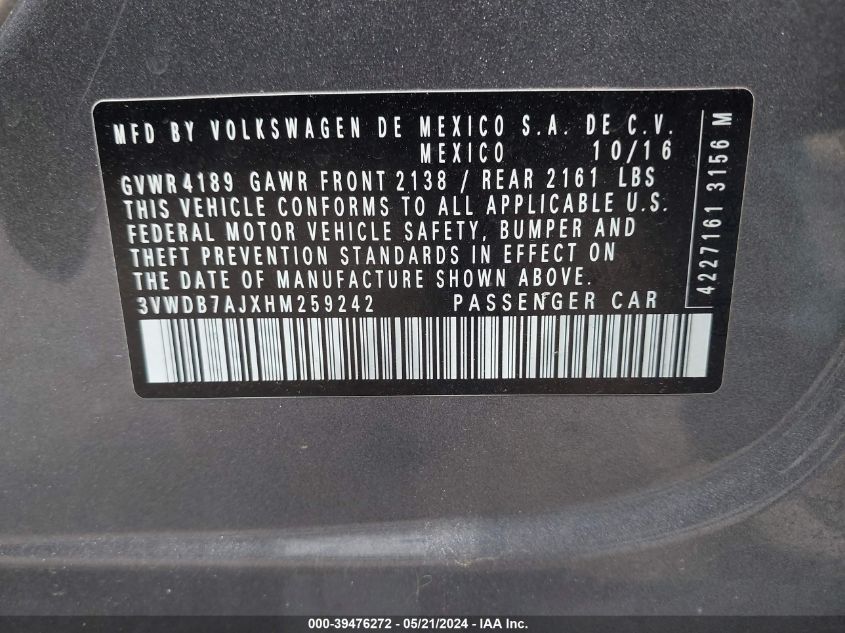 MFD BY VOLKSWAGEN DE MEXICO S.A. DE C.V.
MEXICO 10/16
GVWR 4189 GAWR FRONT 2138 / REAR 2161 LBS
THIS VEHICLE CONFORMS TO ALL APPLICABLE U.S.
FEDERAL MOTOR VEHICLE SAFETY, BUMPER AND
THEFT PREVENTION STANDARDS IN EFFECT ON
THE DATE OF MANUFACTURE SHOWN ABOVE.
3VWDB7AJXHM259242 PASSENGER CAR
4227161 3156 M
000-39476272 - 05/21/2024 - IAA Inc.